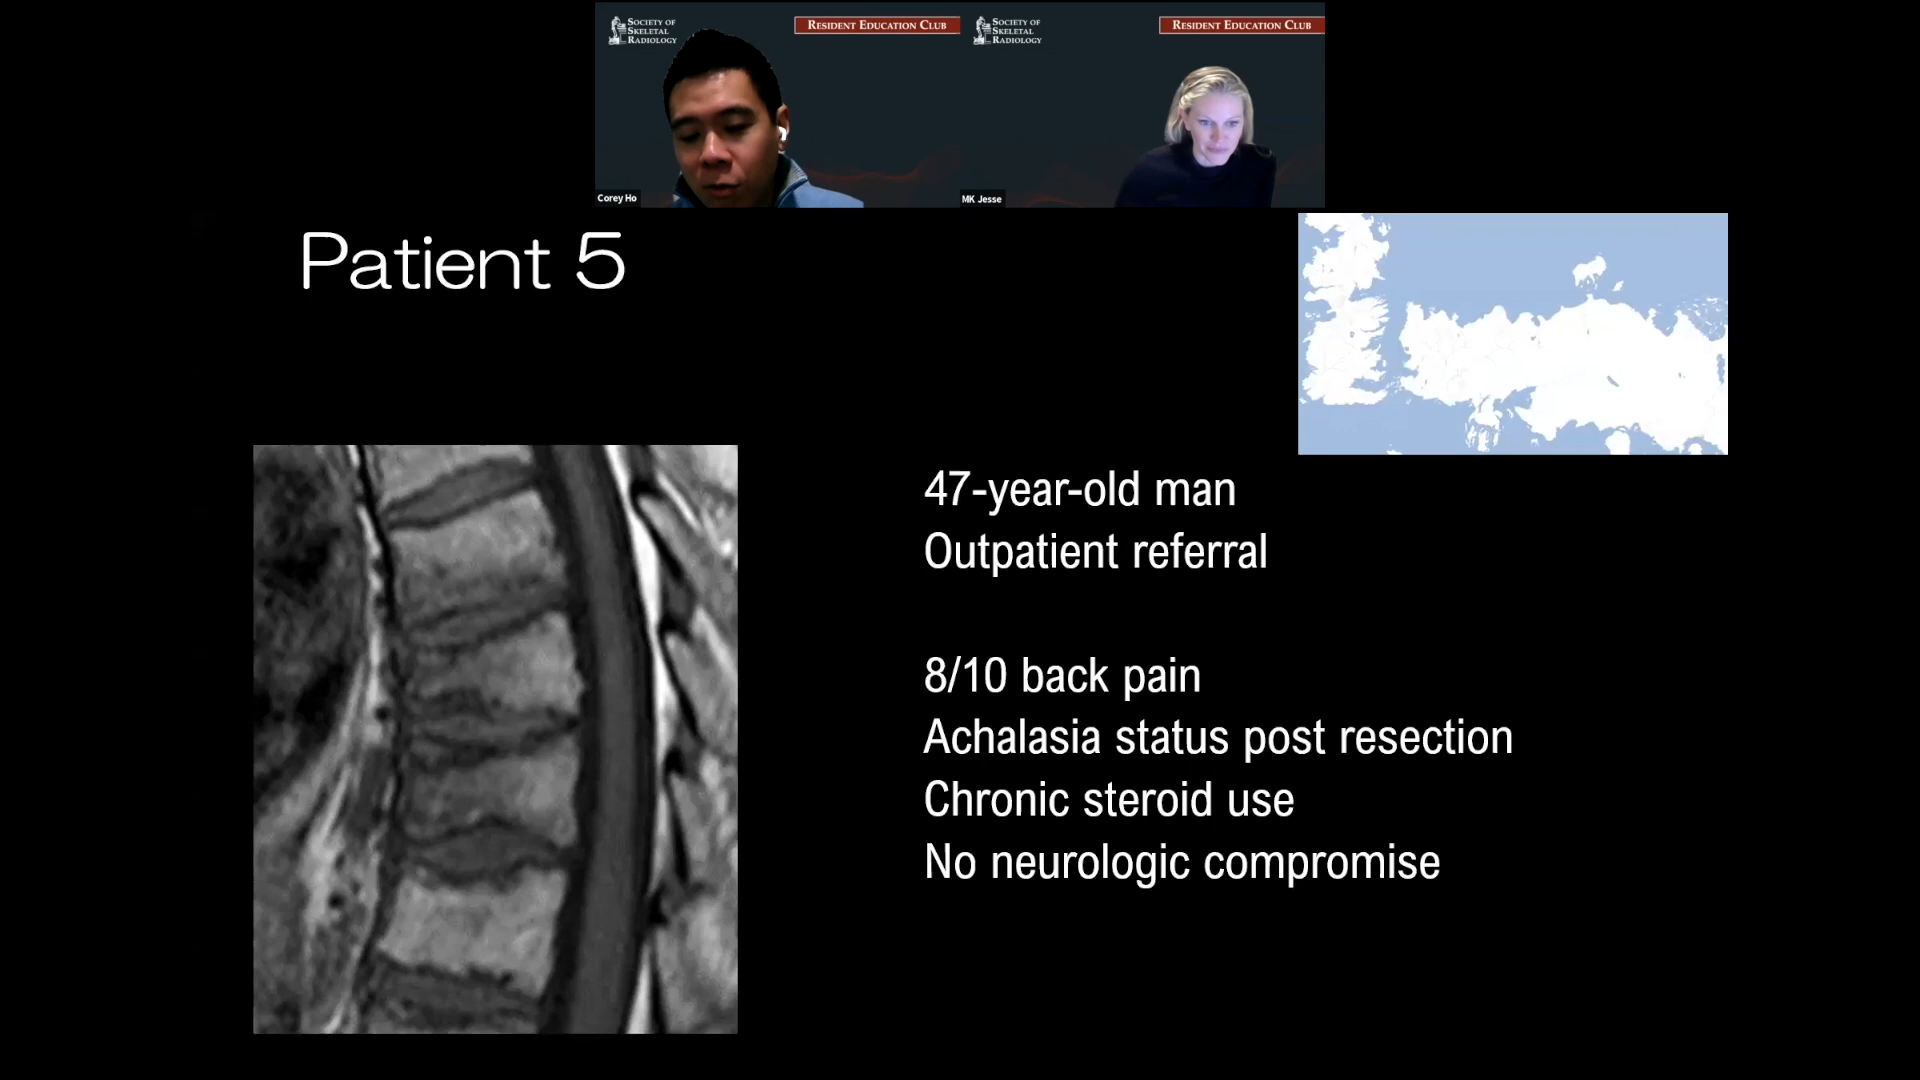 SOCIETY OF
SKELETAL
RADIOLOGY
RESIDENT EDUCATION CLUB
Corey Ho
SOCIETY OF
SKELETAL
RADIOLOGY
RESIDENT EDUCATION CLUB
MK Jesse
Patient 5
47-year-old man
Outpatient referral
8/10 back pain
Achalasia status post resection
Chronic steroid use
No neurologic compromise